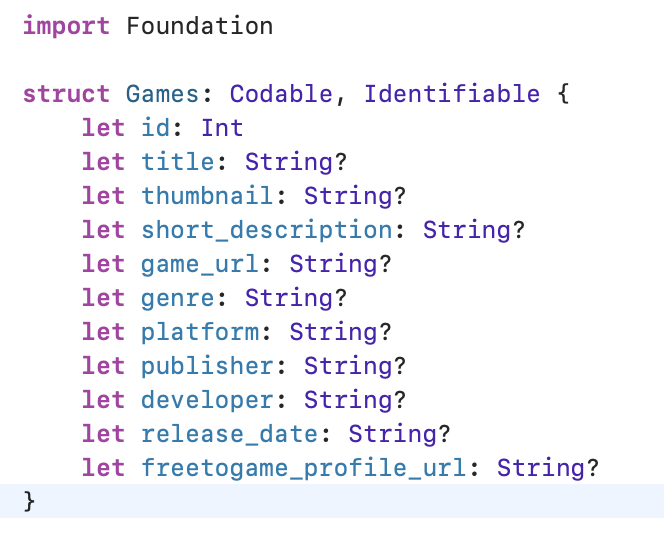 import Foundation

struct Games: Codable, Identifiable {
    let id: Int
    let title: String?
    let thumbnail: String?
    let short_description: String?
    let game_url: String?
    let genre: String?
    let platform: String?
    let publisher: String?
    let developer: String?
    let release_date: String?
    let freetogame_profile_url: String?
}